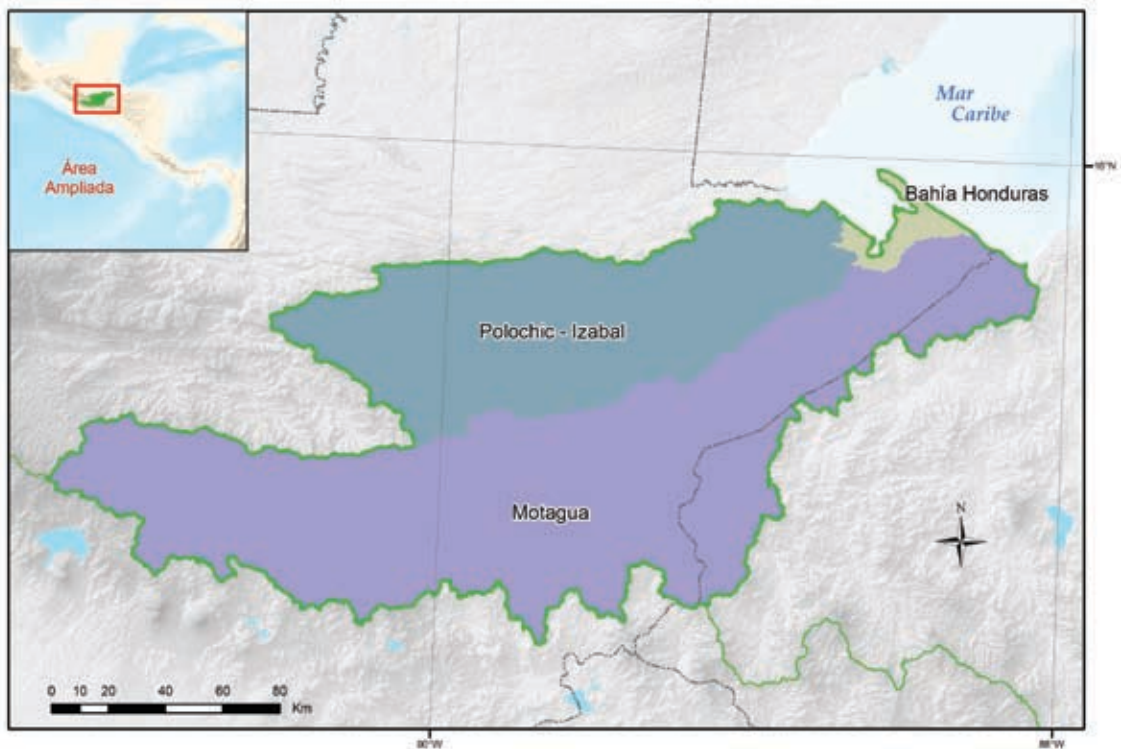 Área
Ampliada
Mar
Caribe
16°N
Bahía Honduras
Polochic - Izabal
Motagua
N
0 10 20 40 60 80
Km
90°W
88°W